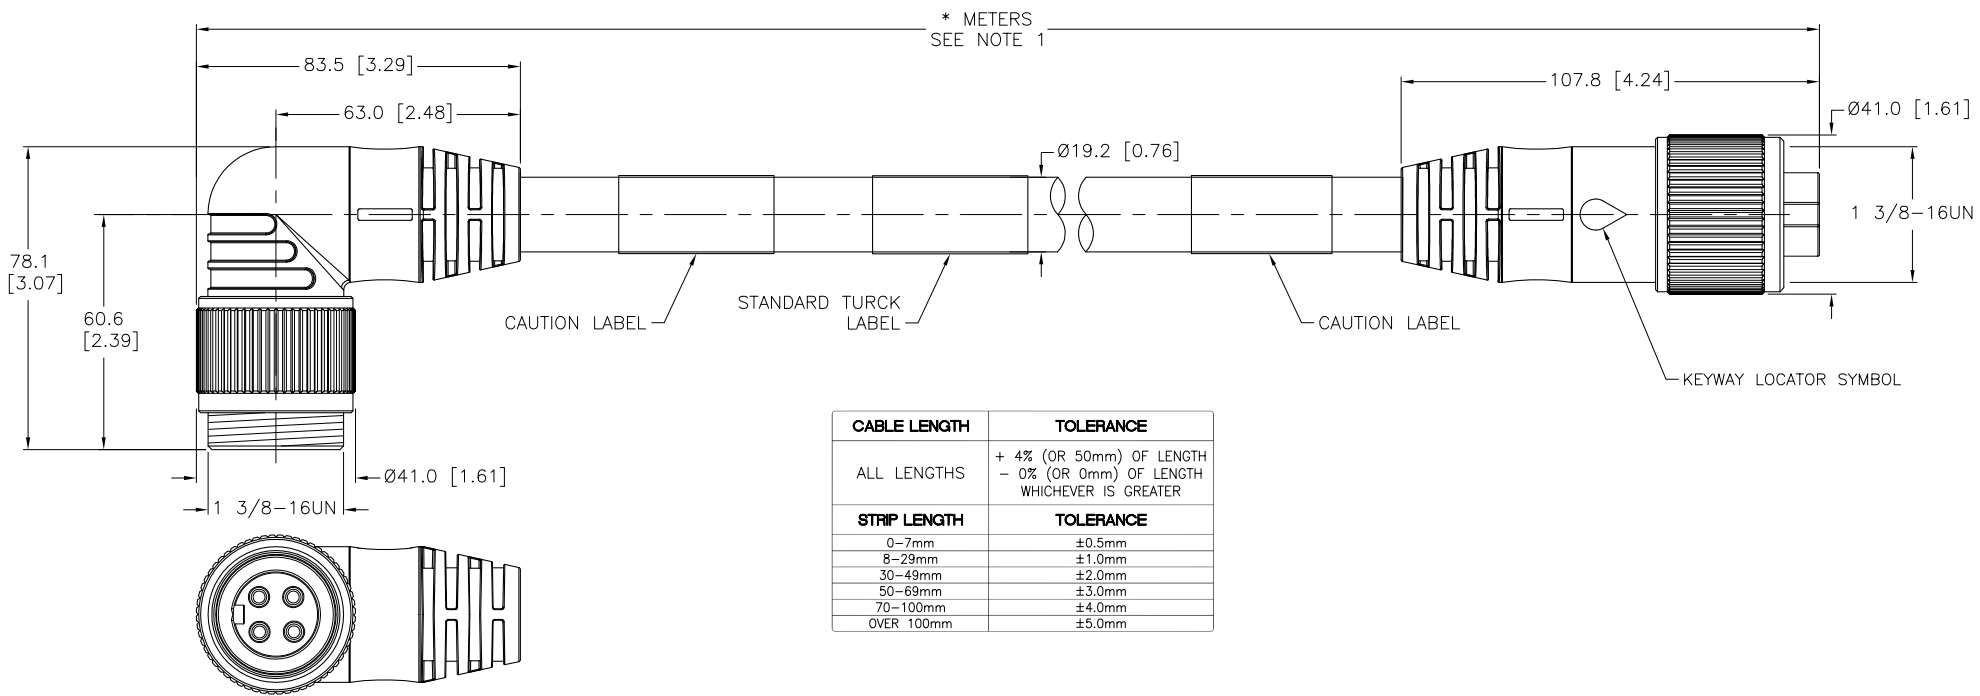 * METERS
SEE NOTE 1
83.5 [3.29]
107.8 [4.24]
63.0 [2.48]
Ø41.0 [1.61]
Ø19.2 [0.76]
1 3/8-16UN
78.1
[3.07]
60.6
[2.39]
CAUTION LABEL
STANDARD TURCK
LABEL
CAUTION LABEL
KEYWAY LOCATOR SYMBOL
Ø41.0 [1.61]
1 3/8-16UN
CABLE LENGTH TOLERANCE
ALL LENGTHS
+ 4% (OR 50mm) OF LENGTH
- 0% (OR 0mm) OF LENGTH
WHICHEVER IS GREATER
STRIP LENGTH TOLERANCE
0-7mm ±0.5mm
8-29mm ±1.0mm
30-49mm ±2.0mm
50-69mm ±3.0mm
70-100mm ±4.0mm
OVER 100mm ±5.0mm